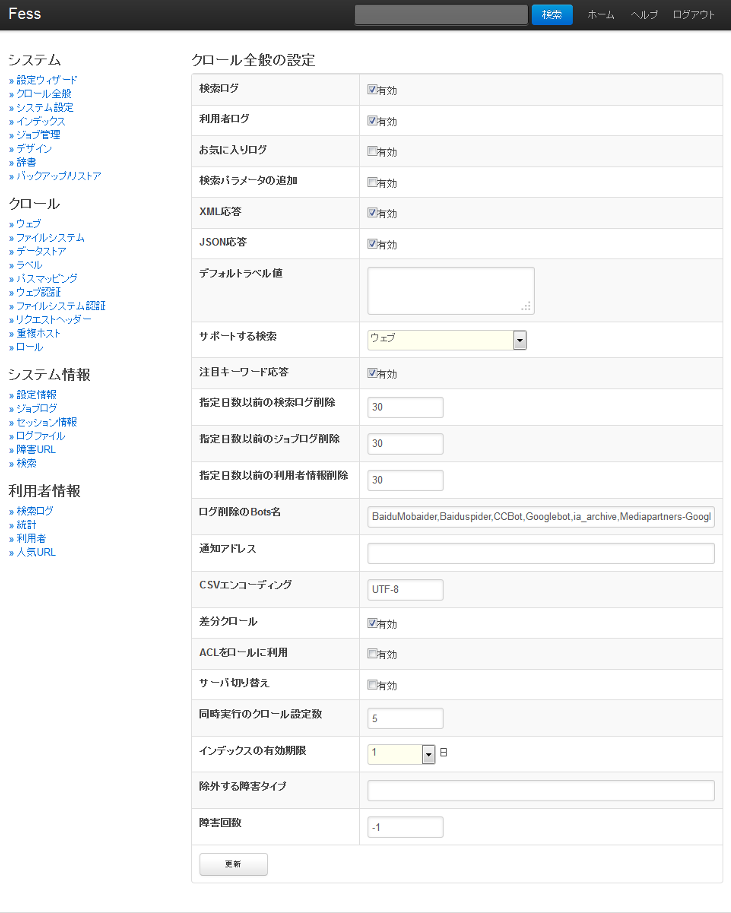 Fess
検索
ホーム
ヘルプ
ログアウト
システム
» 設定ウィザード
» クロール全般
» システム設定
» インデックス
» ジョブ管理
» デザイン
» 辞書
» バックアップ/リストア
クロール
» ウェブ
» ファイルシステム
» データストア
» ラベル
» パスマッピング
» ウェブ認証
» ファイルシステム認証
» リクエストヘッダー
» 重複ホスト
» ロール
システム情報
» 設定情報
» ジョブログ
» セッション情報
» ログファイル
» 障害URL
» 検索
利用者情報
» 検索ログ
» 統計
» 利用者
» 人気URL
クロール全般の設定
検索ログ 有効
利用者ログ 有効
お気に入りログ 有効
検索パラメータの追加 有効
XML応答 有効
JSON応答 有効
デフォルトラベル値
サポートする検索 ウェブ
注目キーワード応答 有効
指定日数以前の検索ログ削除 30
指定日数以前のジョブログ削除 30
指定日数以前の利用者情報削除 30
ログ削除のBots名 BaiduMobaider,Baiduspider,CCBot,Googlebot,ia_archive,Mediapartners-Googl
通知アドレス
CSVエンコーディング UTF-8
差分クロール 有効
ACLをロールに利用 有効
サーバ切り替え 有効
同時実行のクロール設定数 5
インデックスの有効期限 1 日
除外する障害タイプ
障害回数 -1
更新